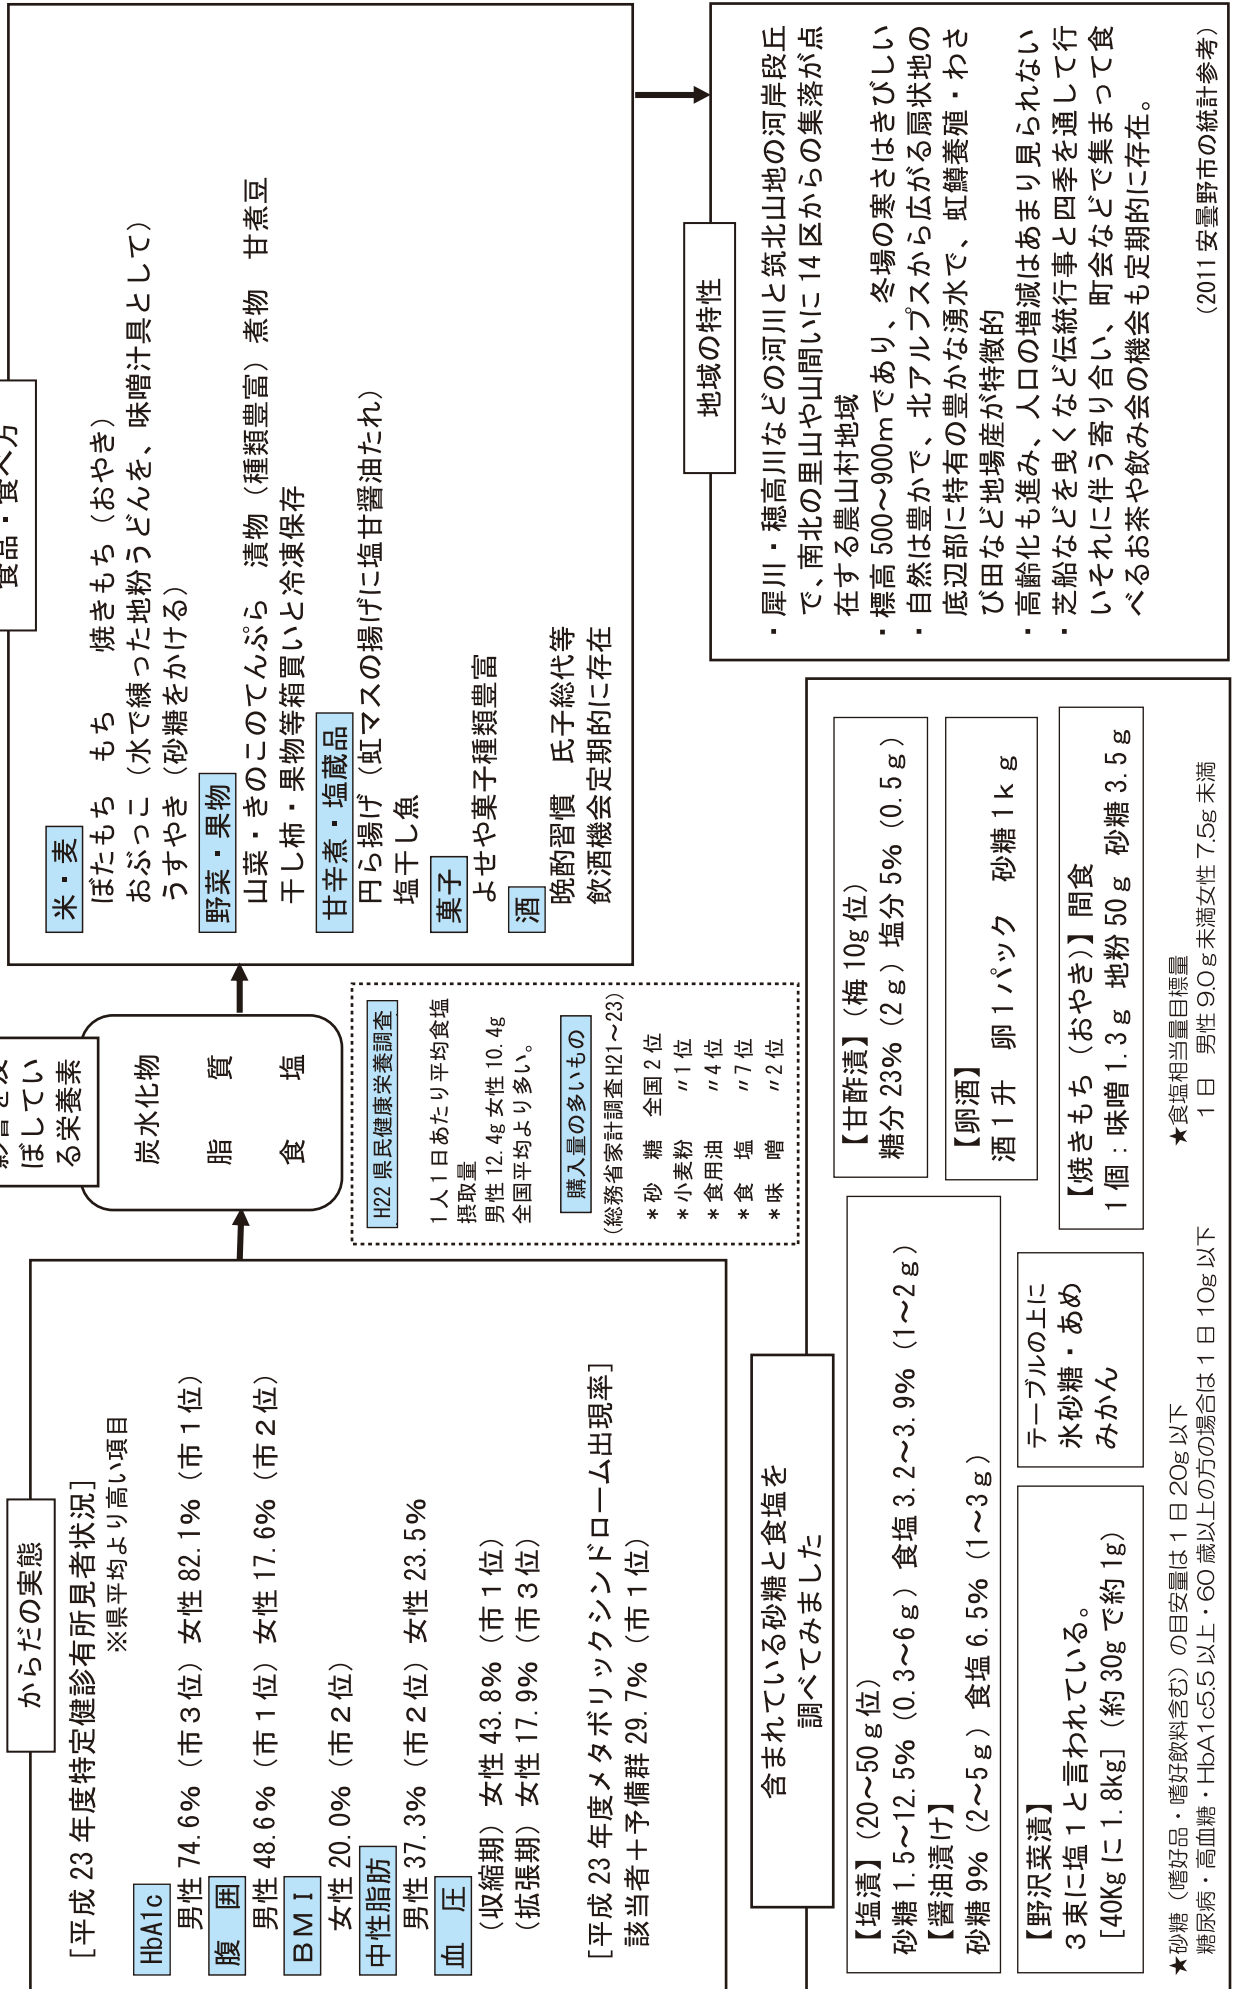 からだの実態
[平成 23 年度特定健診有所見者状況]
※県平均より高い項目
HbA1c
男性 74.6%（市３位）女性 82.1%（市１位）
腹　囲
男性 48.6%（市１位）女性 17.6%（市２位）
ＢＭＩ
女性 20.0%（市２位）
中性脂肪
男性 37.3%（市２位）女性 23.5%
血　圧
（収縮期）女性 43.8%（市１位）
（拡張期）女性 17.9%（市３位）
[平成 23 年度メタボリックシンドローム出現率]
該当者＋予備群 29.7%（市１位）
ぼしてい
る栄養素
炭水化物
脂　質
食　塩
H22 県民健康栄養調査
１人１日あたり平均食塩
摂取量
男性 12.4g 女性 10.4g
全国平均より多い。
購入量の多いもの
（総務省家計調査H21～23）
＊砂　糖　全国２位
＊小麦粉　〃１位
＊食用油　〃４位
＊食　塩　〃７位
＊味　噌　〃２位
食品・食べ方
米・麦
ぼたもち　もち　　焼きもち（おやき）
おぶっこ（水で練った地粉うどんを、味噌汁具として）
うすやき（砂糖をかける）
野菜・果物
山菜・きのこのてんぷら　漬物（種類豊富）煮物　甘煮豆
干し柿・果物等箱買いと冷凍保存
甘辛煮・塩蔵品
円ら揚げ（虹マスの揚げに塩甘醤油たれ）
塩干し魚
菓子
よせや菓子種類豊富
酒
晩酌習慣　氏子総代等
飲酒機会定期的に存在
地域の特性
・犀川・穂高川などの河川と筑北山地の河岸段丘
で、南北の里山や山間いに 14 区からの集落が点
在する農山村地域
・標高 500～900mであり、冬場の寒さはきびしい
・自然は豊かで、北アルプスから広がる扇状地の
底辺部に特有の豊かな湧水で、虹鱒養殖・わさ
び田など地場産が特徴的
・高齢化も進み、人口の増減はあまり見られない
・芝船などを曳くなど伝統行事と四季を通して行
いそれに伴う寄り合い、町会などで集まって食
べるお茶や飲み会の機会も定期的に存在。
（2011 安曇野市の統計参考）
含まれている砂糖と食塩を
調べてみました
【塩漬】（20～50ｇ位）
砂糖 1.5～12.5%（0.3～6ｇ）食塩 3.2～3.9%（1～2ｇ）
【醤油漬け】
砂糖 9%（2～5ｇ）食塩 6.5%（1～3ｇ）
【甘酢漬】（梅 10g 位）
糖分 23%（2ｇ）塩分 5%（0.5ｇ）
【卵酒】
酒１升　卵１パック　砂糖１ｋｇ
【野沢菜漬】
３束に塩１と言われている。
[40Kg に 1.8kg]（約 30g で約 1g）
テーブルの上に
氷砂糖・あめ
みかん
【焼きもち（おやき）】間食
１個：味噌 1.3ｇ 地粉 50ｇ 砂糖 3.5ｇ
★砂糖（嗜好品・嗜好飲料含む）の目安量は１日 20g 以下
糖尿病・高血糖・HbA1c5.5 以上・60 歳以上の方の場合は１日 10g 以下
★食塩相当量目標量
１日　男性 9.0ｇ未満女性 7.5g 未満